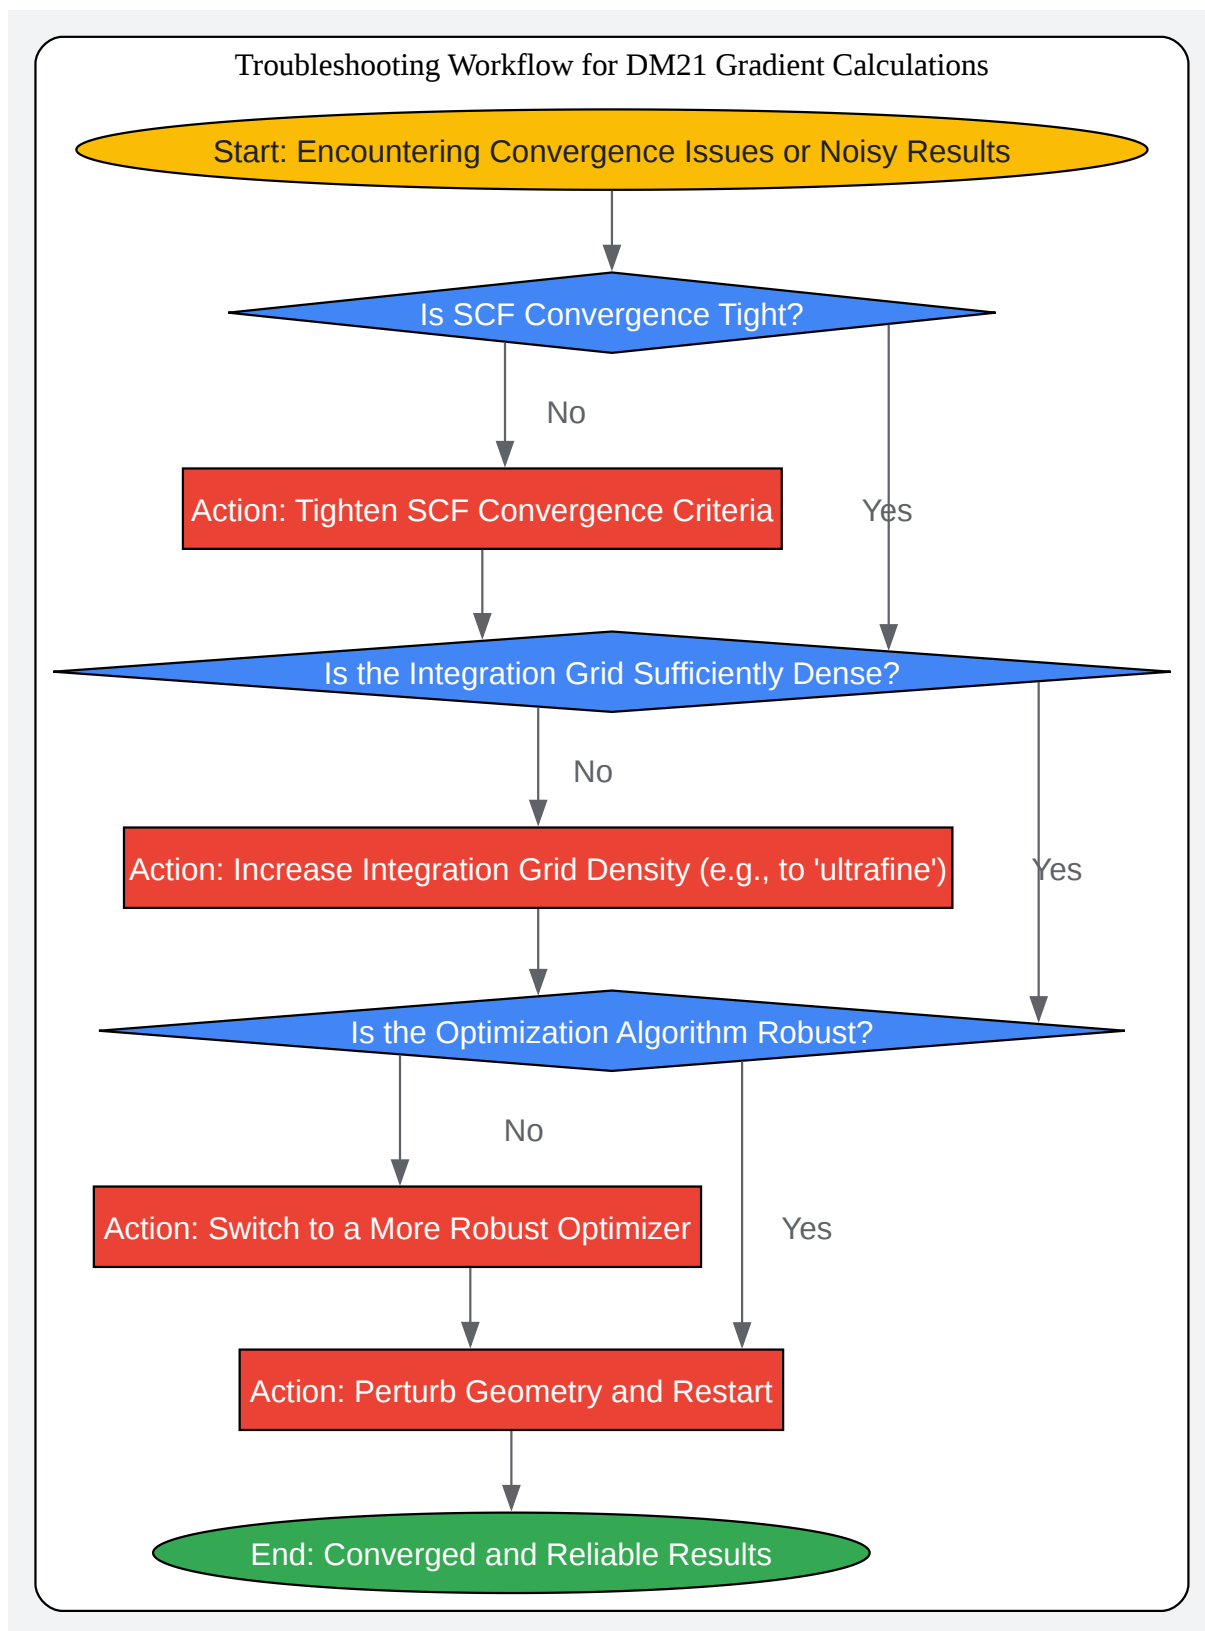 Troubleshooting Workflow for DM21 Gradient Calculations
Start: Encountering Convergence Issues or Noisy Results
Is SCF Convergence Tight?
No
Action: Tighten SCF Convergence Criteria
Yes
Is the Integration Grid Sufficiently Dense?
No
Action: Increase Integration Grid Density (e.g., to 'ultrafine')
Yes
Is the Optimization Algorithm Robust?
No
Action: Switch to a More Robust Optimizer
Yes
Action: Perturb Geometry and Restart
End: Converged and Reliable Results